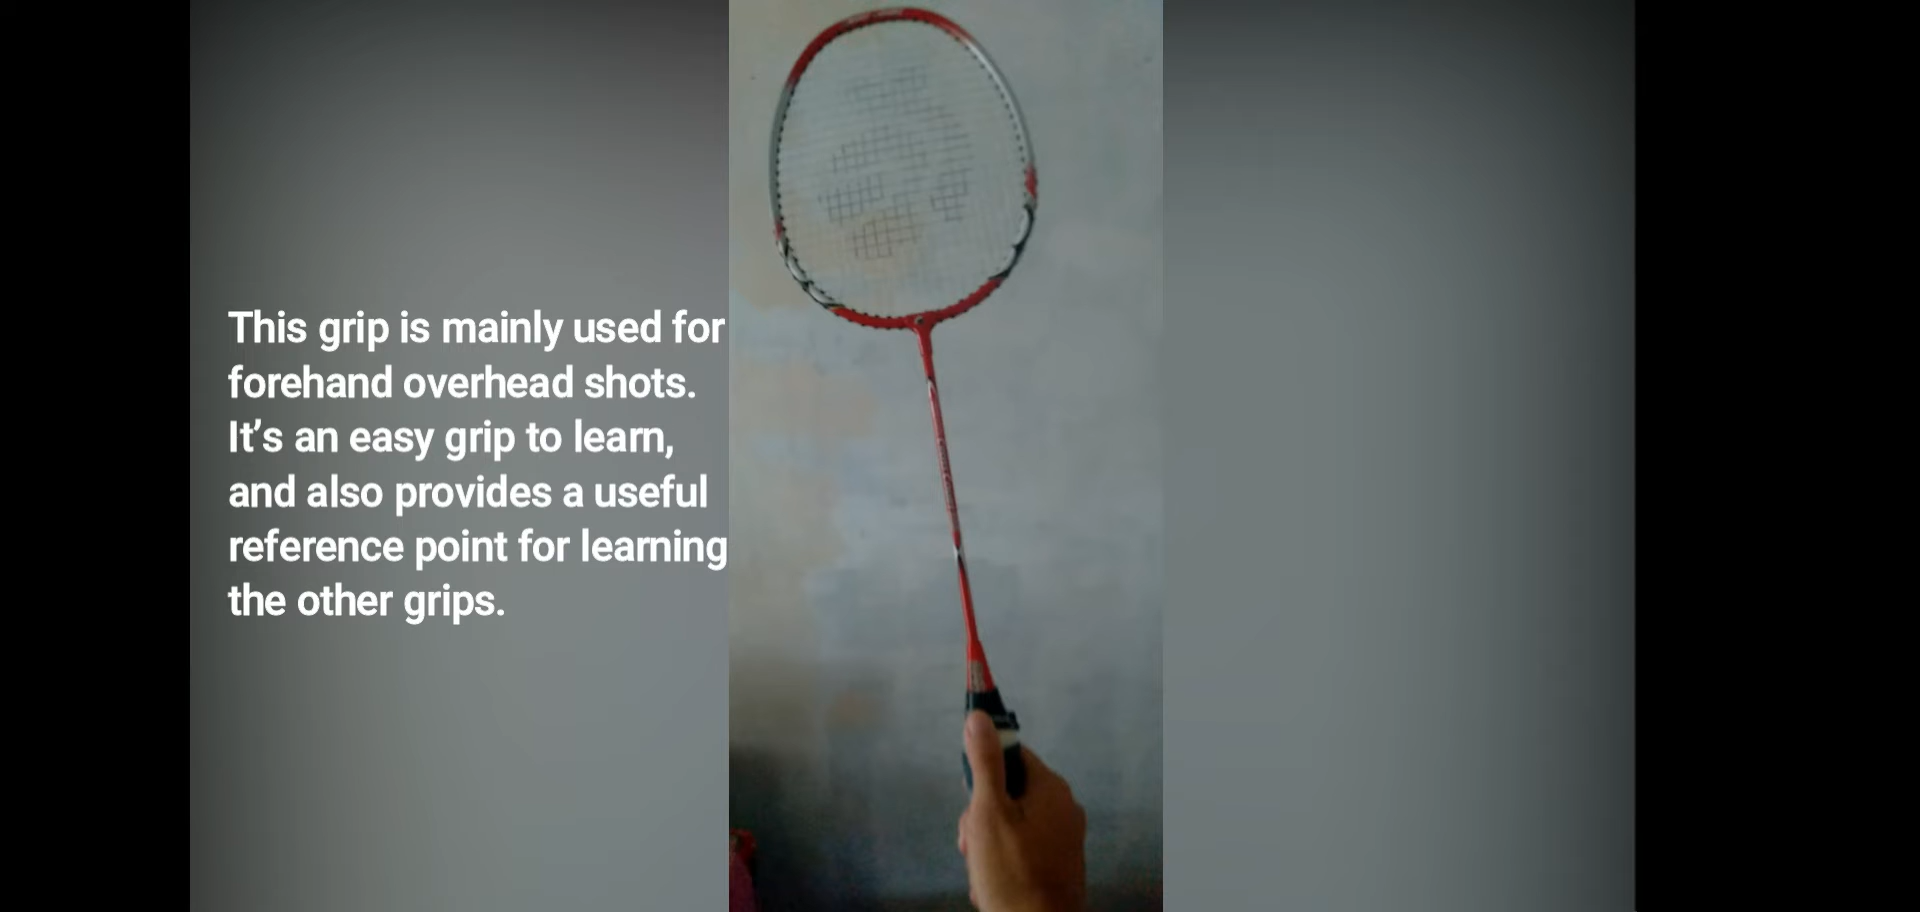 This grip is mainly used for
forehand overhead shots.
It’s an easy grip to learn,
and also provides a useful
reference point for learning
the other grips.